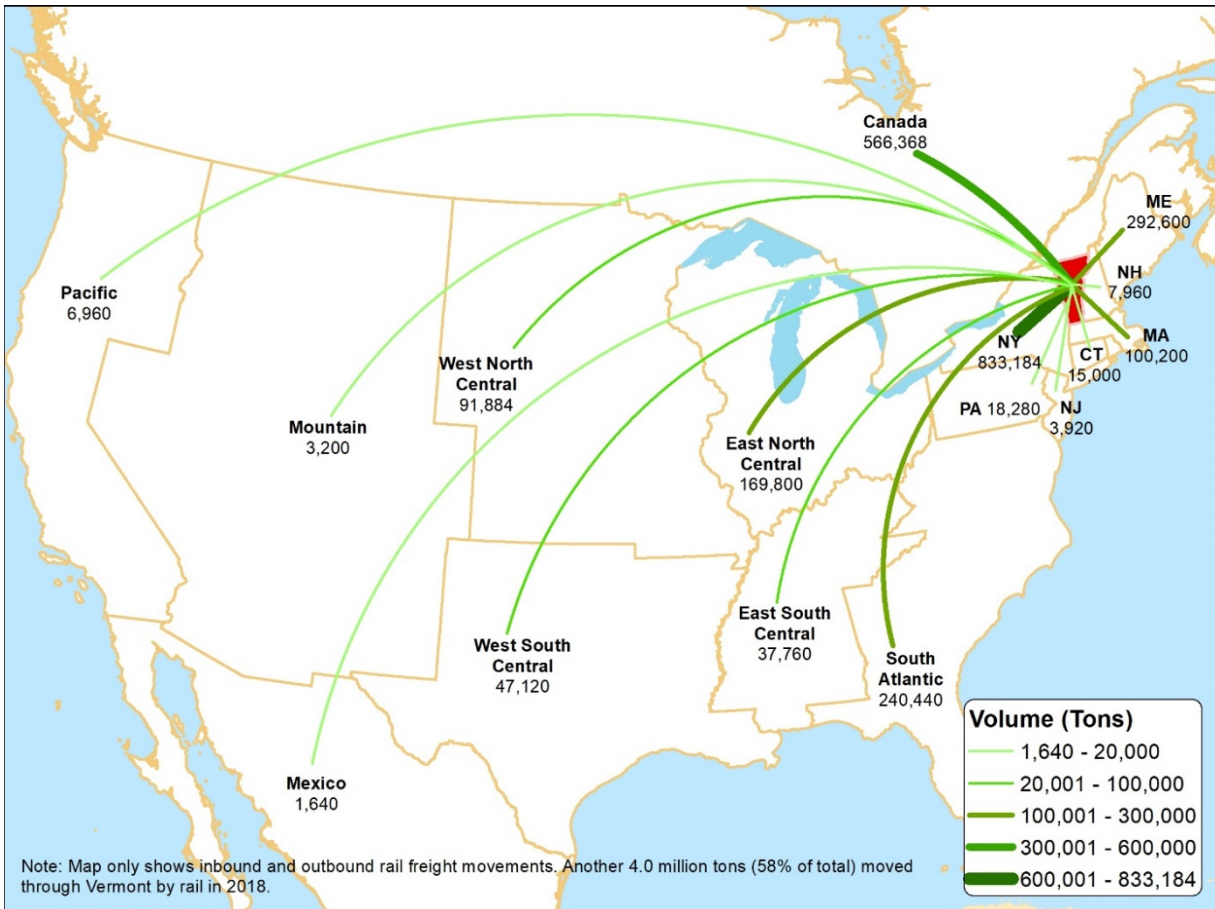 Canada
566,368
ME
292,600
NH
7,960
Pacific
6,960
MA
100,200
NY
833,184
CT
15,000
West North
Central
91,884
PA 18,280
NJ
3,920
Mountain
3,200
East North
Central
169,800
East South
Central
37,760
West South
Central
47,120
South
Atlantic
240,440
Mexico
1,640
Volume (Tons)
1,640 - 20,000
20,001 - 100,000
100,001 - 300,000
300,001 - 600,000
600,001 - 833,184
Note: Map only shows inbound and outbound rail freight movements. Another 4.0 million tons (58% of total) moved
through Vermont by rail in 2018.